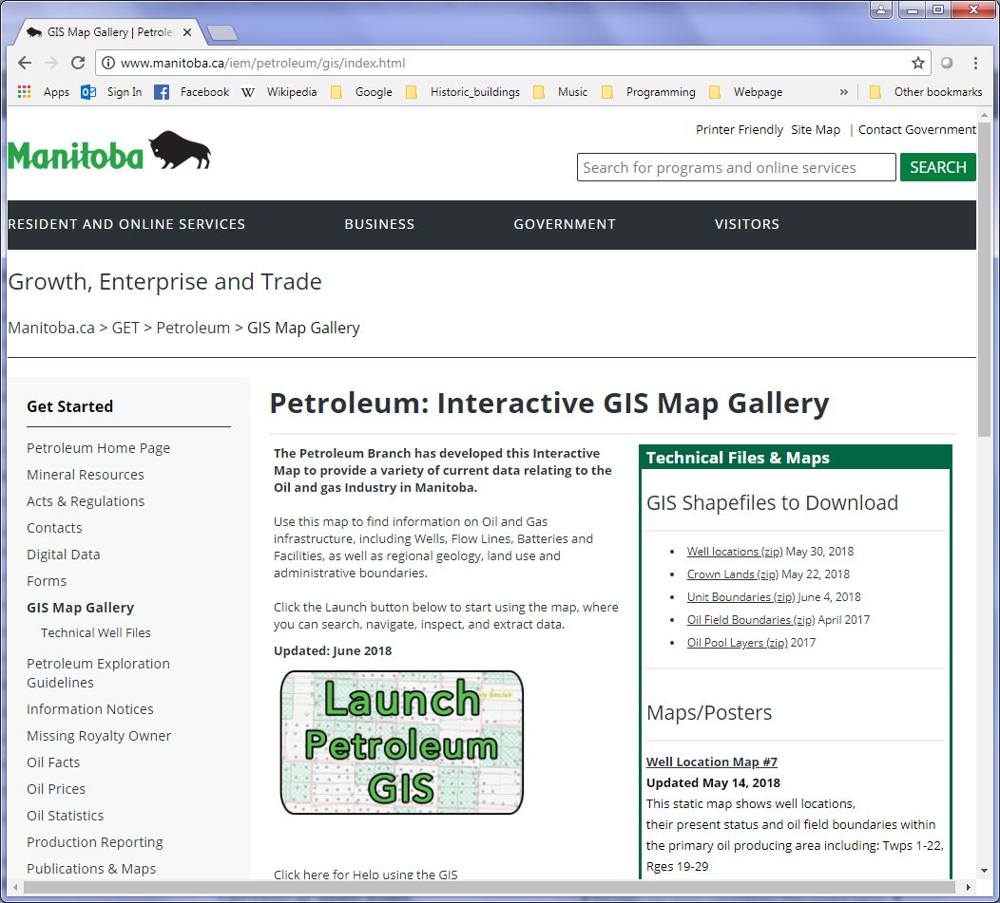 GIS Map Gallery | Petrole
www.manitoba.ca/iem/petroleum/gis/index.html
Apps Sign In Facebook W Wikipedia Google Historic_buildings Music Programming Webpage » Other bookmarks
Printer Friendly Site Map | Contact Government
Manitoba
Search for programs and online services SEARCH
RESIDENT AND ONLINE SERVICES BUSINESS GOVERNMENT VISITORS
Growth, Enterprise and Trade
Manitoba.ca > GET > Petroleum > GIS Map Gallery
Get Started
Petroleum Home Page
Mineral Resources
Acts & Regulations
Contacts
Digital Data
Forms
GIS Map Gallery
Technical Well Files
Petroleum Exploration
Guidelines
Information Notices
Missing Royalty Owner
Oil Facts
Oil Prices
Oil Statistics
Production Reporting
Publications & Maps
Petroleum: Interactive GIS Map Gallery
The Petroleum Branch has developed this Interactive
Map to provide a variety of current data relating to the
Oil and gas Industry in Manitoba.
Use this map to find information on Oil and Gas
infrastructure, including Wells, Flow Lines, Batteries and
Facilities, as well as regional geology, land use and
administrative boundaries.
Click the Launch button below to start using the map, where
you can search, navigate, inspect, and extract data.
Updated: June 2018
Launch
Petroleum
GIS
Sinclair
Click here for Help using the GIS
Technical Files & Maps
GIS Shapefiles to Download
• Well locations (zip) May 30, 2018
• Crown Lands (zip) May 22, 2018
• Unit Boundaries (zip) June 4, 2018
• Oil Field Boundaries (zip) April 2017
• Oil Pool Layers (zip) 2017
Maps/Posters
Well Location Map #7
Updated May 14, 2018
This static map shows well locations,
their present status and oil field boundaries within
the primary oil producing area including: Twps 1-22,
Rges 19-29